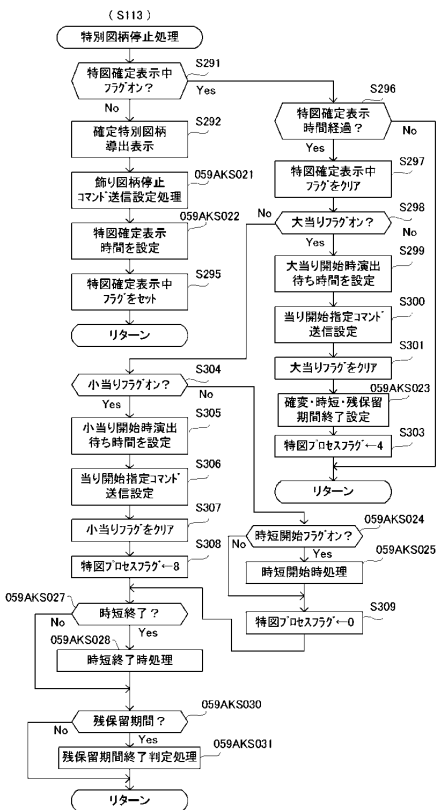 (S113)
特別図柄停止処理
S291
特図確定表示中
フラグオン?
Yes
No
S292
確定特別図柄
導出表示
059AKS021
飾り図柄停止
コマンド送信設定処理
059AKS022
特図確定表示
時間を設定
S295
特図確定表示中
フラグをセット
リターン
S296
特図確定表示
時間経過?
No
Yes
S297
特図確定表示中
フラグをクリア
S298
No
大当りフラグオン?
No
Yes
S299
大当り開始時演出
待ち時間を設定
S300
当り開始指定コマンド
送信設定
S301
大当りフラグをクリア
059AKS023
確変・時短・残保留
期間終了設定
S303
特図プロセスフラグ←4
リターン
S304
小当りフラグオン?
Yes
No
S305
小当り開始時演出
待ち時間を設定
S306
当り開始指定コマンド
送信設定
S307
小当りフラグをクリア
S308
特図プロセスフラグ←8
059AKS024
時短開始フラグオン?
No
Yes
059AKS025
時短開始時処理
S309
特図プロセスフラグ←0
059AKS027
時短終了?
No
Yes
059AKS028
時短終了時処理
059AKS030
残保留期間?
No
Yes
059AKS031
残保留期間終了判定処理
リターン